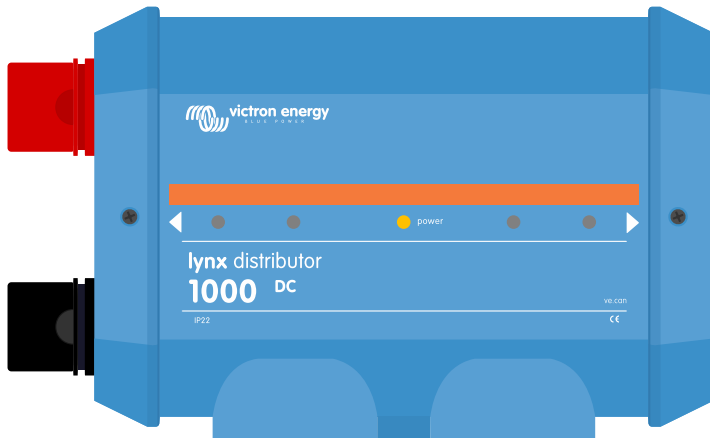 victron energy
BLUE POWER
power
lynx distributor
1000 DC
ve.can
IP22
CE